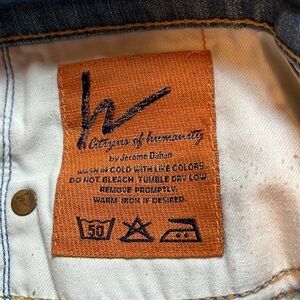 Citizens of humanity
by Jerome Dahan
WASH IN COLD WITH LIKE COLORS.
DO NOT BLEACH. TUMBLE DRY LOW
REMOVE PROMPTLY.
WARM IRON IF DESIRED.
50